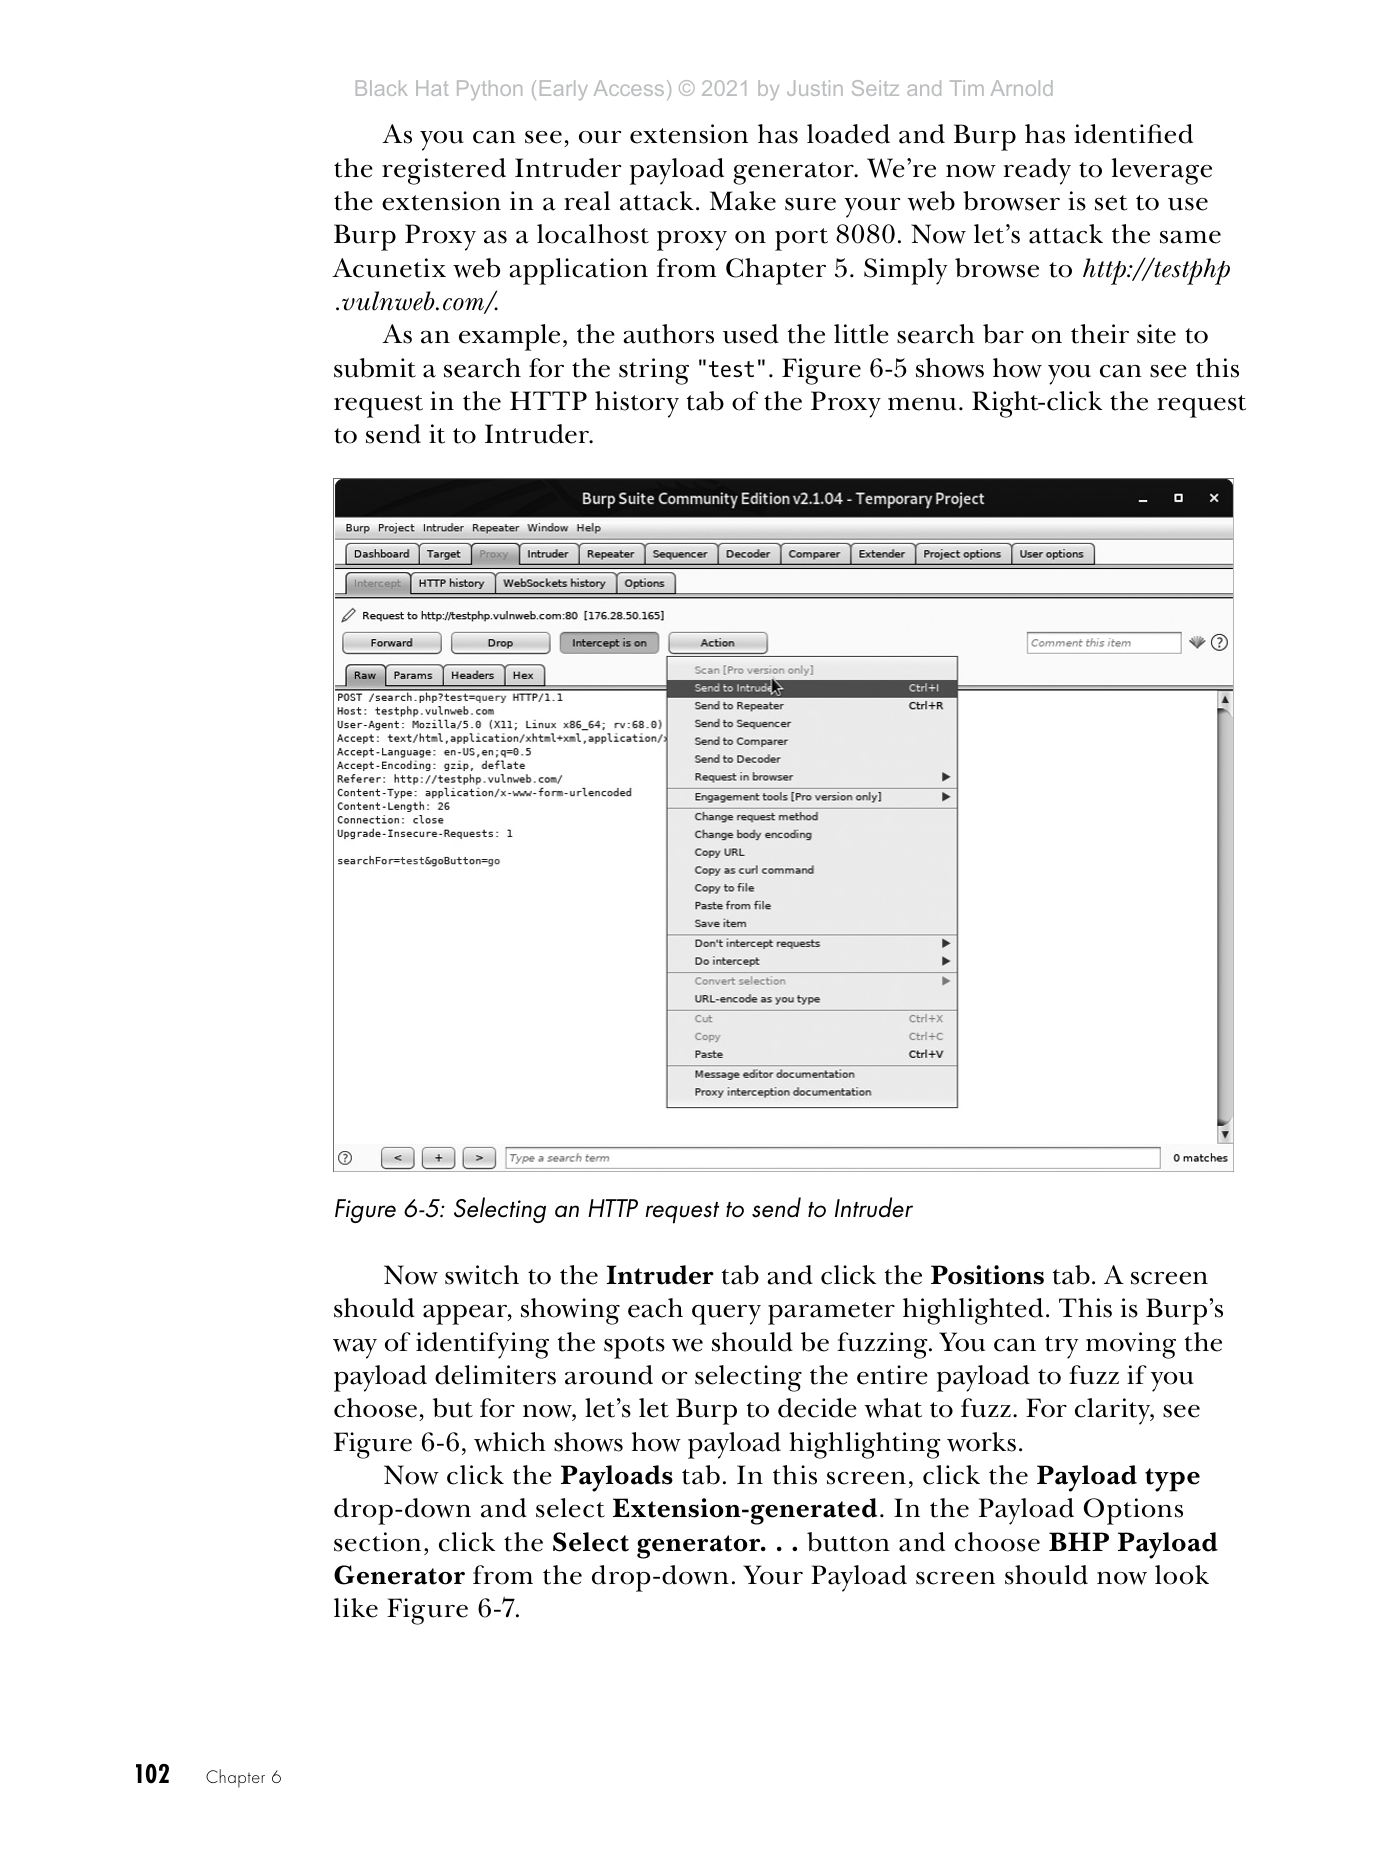 Black Hat Python (Early Access) © 2021 by Justin Seitz and Tim Arnold
As you can see, our extension has loaded and Burp has identified
the registered Intruder payload generator. We’re now ready to leverage
the extension in a real attack. Make sure your web browser is set to use
Burp Proxy as a localhost proxy on port 8080. Now let’s attack the same
Acunetix web application from Chapter 5. Simply browse to http://testphp
.vulnweb.com/.
As an example, the authors used the little search bar on their site to
submit a search for the string "test". Figure 6-5 shows how you can see this
request in the HTTP history tab of the Proxy menu. Right-click the request
to send it to Intruder.
Burp Suite Community Edition v2.1.04 - Temporary Project
Burp Project Intruder Repeater Window Help
Dashboard Target Proxy Intruder Repeater Sequencer Decoder Comparer Extender Project options User options
Intercept HTTP history WebSockets history Options
Request to http://testphp.vulnweb.com:80 [176.28.50.165]
Forward Drop Intercept is on Action Comment this item ?
Raw Params Headers Hex
POST /search.php?test=query HTTP/1.1
Host: testphp.vulnweb.com
User-Agent: Mozilla/5.0 (X11; Linux x86_64; rv:68.0)
Accept: text/html,application/xhtml+xml,application/
Accept-Language: en-US,en;q=0.5
Accept-Encoding: gzip, deflate
Referer: http://testphp.vulnweb.com/
Content-Type: application/x-www-form-urlencoded
Content-Length: 26
Connection: close
Upgrade-Insecure-Requests: 1
searchFor=test&goButton=go
Scan [Pro version only]
Send to Intruder Ctrl+I
Send to Repeater Ctrl+R
Send to Sequencer
Send to Comparer
Send to Decoder
Request in browser
Engagement tools [Pro version only]
Change request method
Change body encoding
Copy URL
Copy as curl command
Copy to file
Paste from file
Save item
Don't intercept requests
Do intercept
Convert selection
URL-encode as you type
Cut Ctrl+X
Copy Ctrl+C
Paste Ctrl+V
Message editor documentation
Proxy interception documentation
? < + > Type a search term 0 matches
Figure 6-5: Selecting an HTTP request to send to Intruder
Now switch to the Intruder tab and click the Positions tab. A screen
should appear, showing each query parameter highlighted. This is Burp’s
way of identifying the spots we should be fuzzing. You can try moving the
payload delimiters around or selecting the entire payload to fuzz if you
choose, but for now, let’s let Burp to decide what to fuzz. For clarity, see
Figure 6-6, which shows how payload highlighting works.
Now click the Payloads tab. In this screen, click the Payload type
drop-down and select Extension-generated. In the Payload Options
section, click the Select generator. . . button and choose BHP Payload
Generator from the drop-down. Your Payload screen should now look
like Figure 6-7.
102 Chapter 6